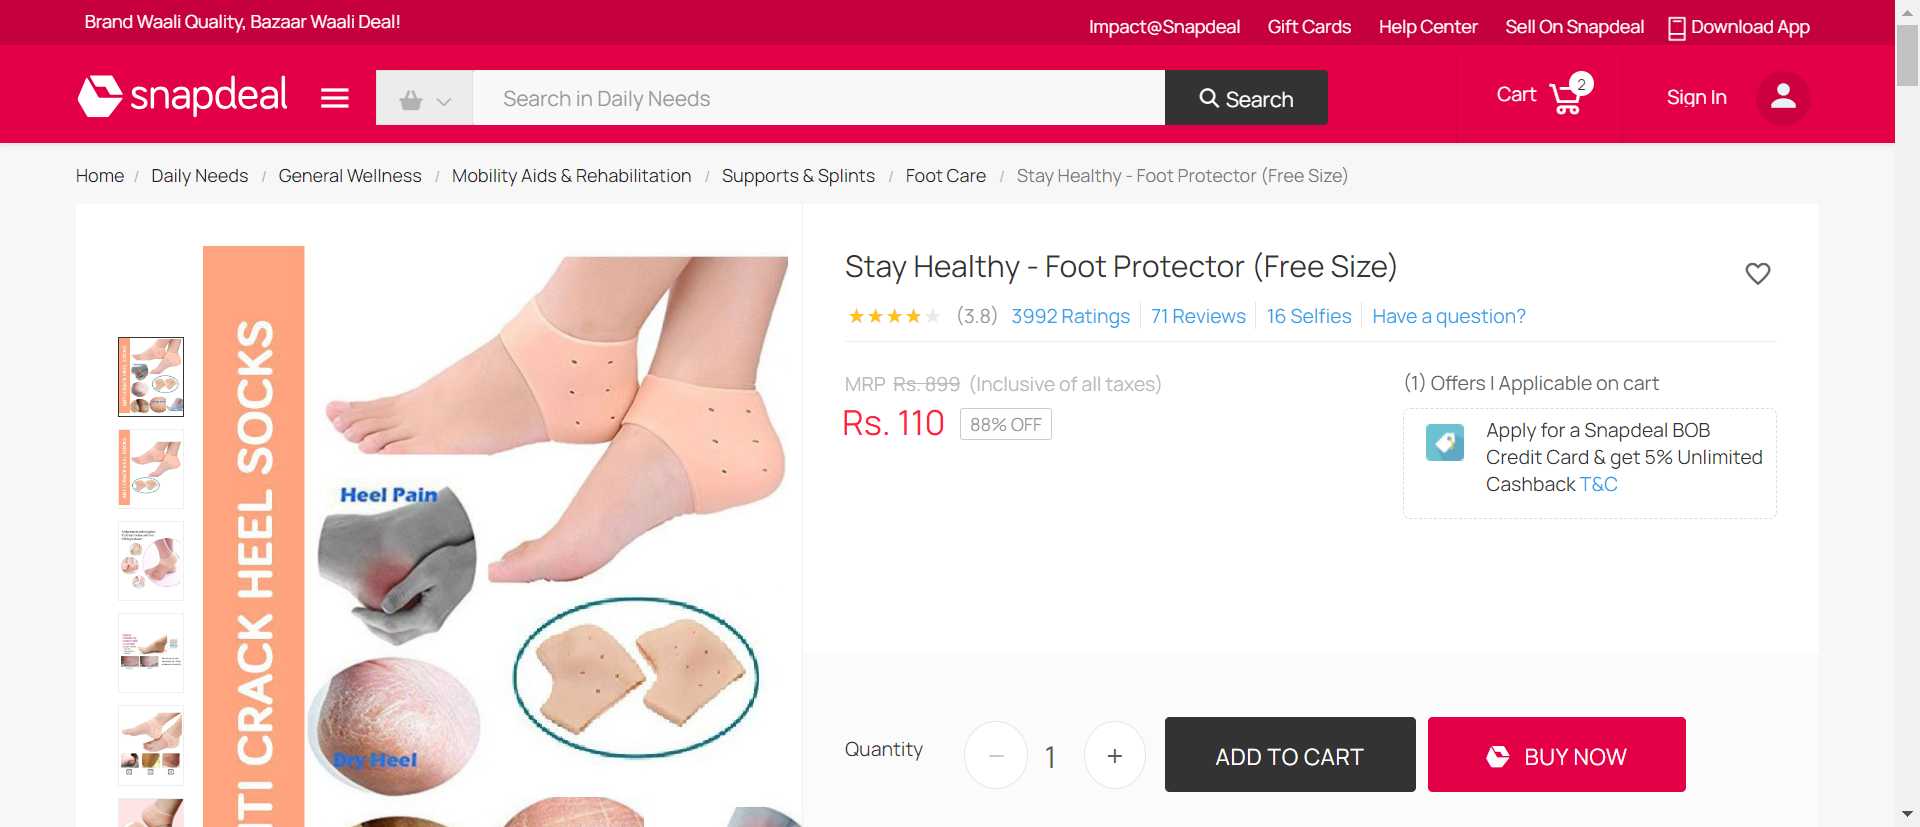 Brand Waali Quality, Bazaar Waali Deal!
Impact@Snapdeal Gift Cards Help Center Sell On Snapdeal Download App
snapdeal
Search in Daily Needs
Search
Cart 2
Sign In
Home / Daily Needs / General Wellness / Mobility Aids & Rehabilitation / Supports & Splints / Foot Care / Stay Healthy - Foot Protector (Free Size)
TI CRACK HEEL SOCKS
Heel Pain
Dry Heel
Stay Healthy - Foot Protector (Free Size)
(3.8) 3992 Ratings 71 Reviews 16 Selfies Have a question?
MRP Rs. 899 (Inclusive of all taxes)
Rs. 110 88% OFF
(1) Offers | Applicable on cart
Apply for a Snapdeal BOB
Credit Card & get 5% Unlimited
Cashback T&C
Quantity
− 1 +
ADD TO CART
BUY NOW